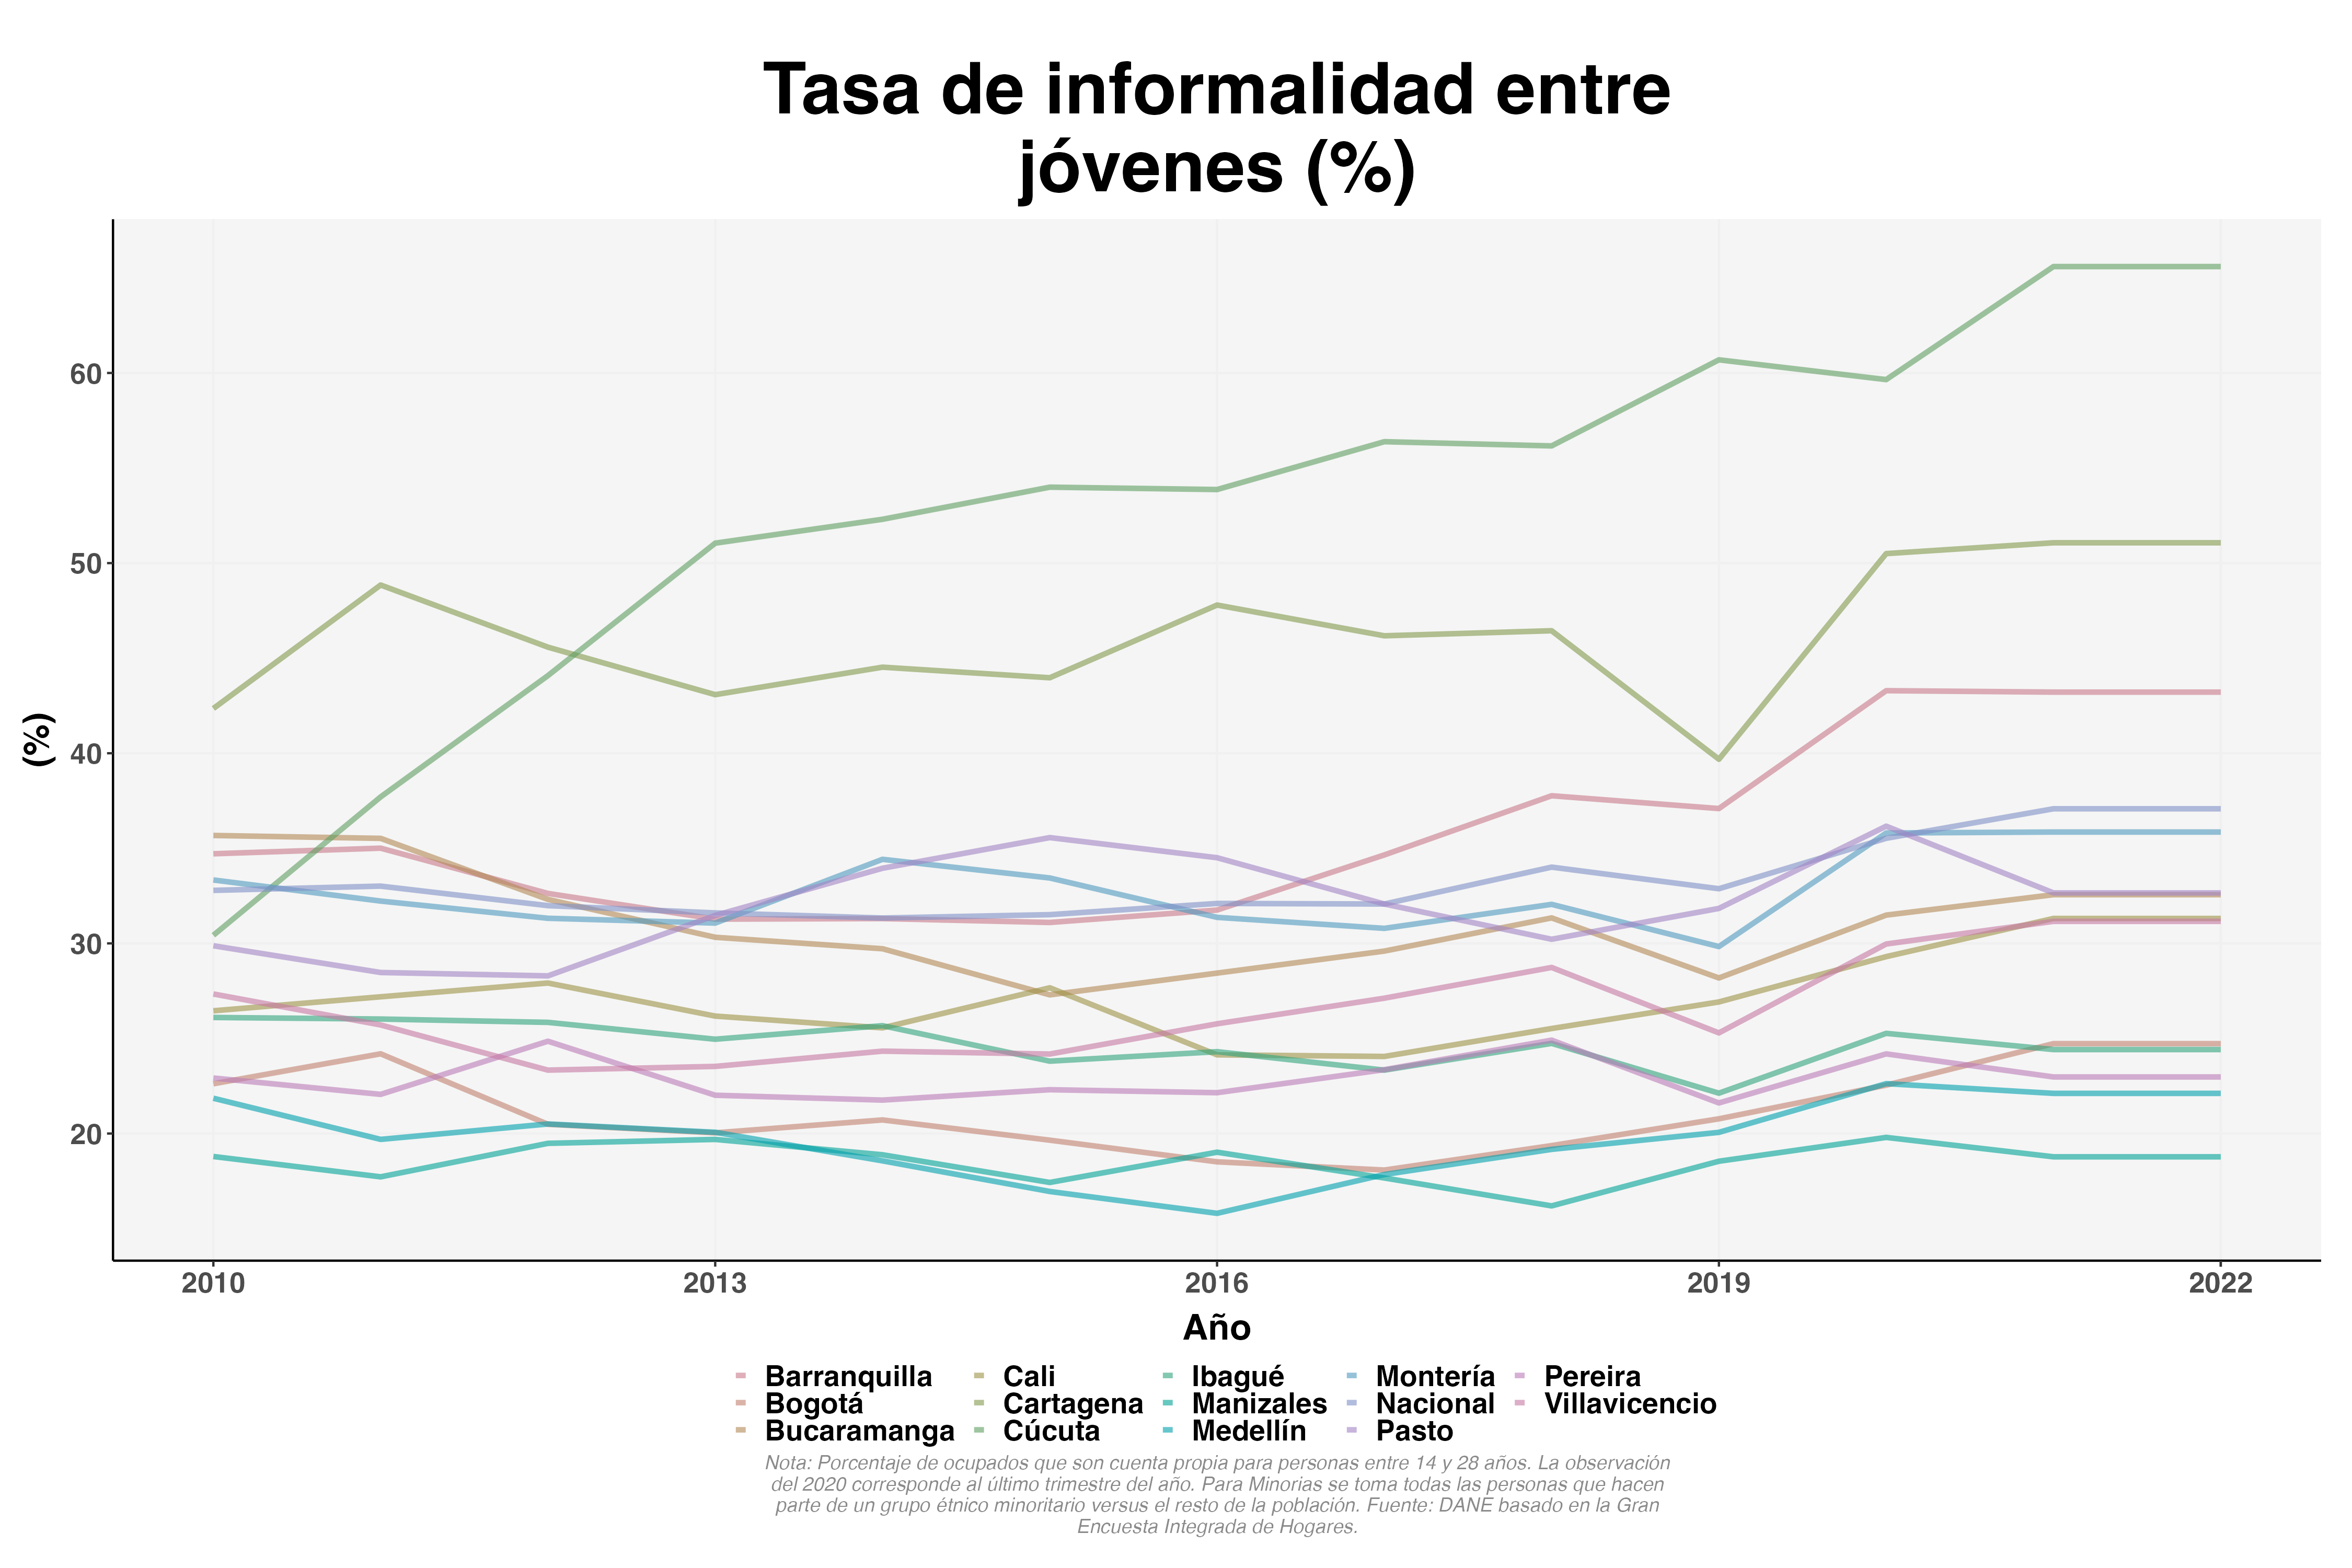 Tasa de informalidad entre
jóvenes (%)
(%)
60
50
40
30
20
2010 2013 2016 2019 2022
Año
Barranquilla Cali Ibagué Montería Pereira
Bogotá Cartagena Manizales Nacional Villavicencio
Bucaramanga Cúcuta Medellín Pasto
Nota: Porcentaje de ocupados que son cuenta propia para personas entre 14 y 28 años. La observación
del 2020 corresponde al último trimestre del año. Para Minorias se toma todas las personas que hacen
parte de un grupo étnico minoritario versus el resto de la población. Fuente: DANE basado en la Gran
Encuesta Integrada de Hogares.